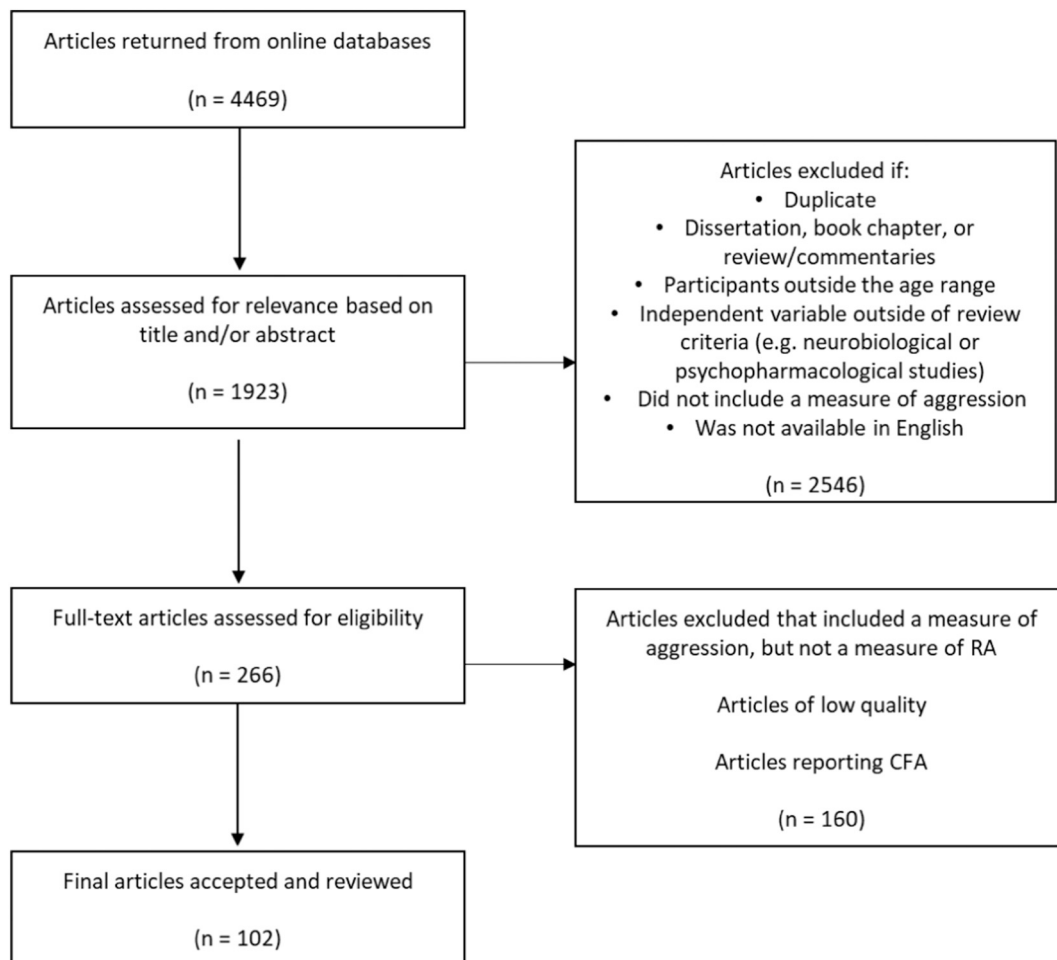 Articles returned from online databases
(n = 4469)
Articles excluded if:
• Duplicate
• Dissertation, book chapter, or
review/commentaries
• Participants outside the age range
• Independent variable outside of review
criteria (e.g. neurobiological or
psychopharmacological studies)
• Did not include a measure of aggression
• Was not available in English
(n = 2546)
Articles assessed for relevance based on
title and/or abstract
(n = 1923)
Full-text articles assessed for eligibility
(n = 266)
Articles excluded that included a measure of
aggression, but not a measure of RA
Articles of low quality
Articles reporting CFA
(n = 160)
Final articles accepted and reviewed
(n = 102)